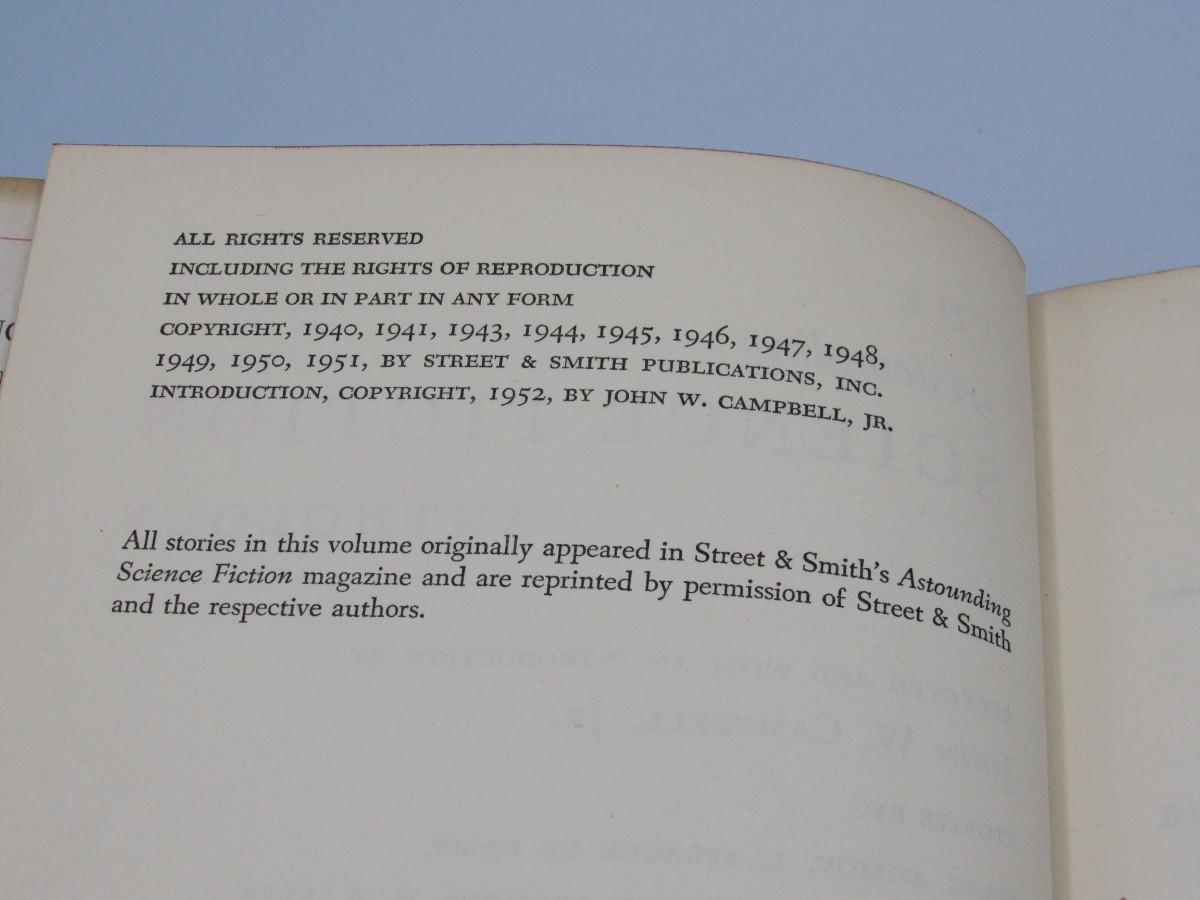 ALL RIGHTS RESERVED
INCLUDING THE RIGHTS OF REPRODUCTION
IN WHOLE OR IN PART IN ANY FORM
COPYRIGHT, 1940, 1941, 1943, 1944, 1945, 1946, 1947, 1948,
1949, 1950, 1951, BY STREET & SMITH PUBLICATIONS, INC.
INTRODUCTION, COPYRIGHT, 1952, BY JOHN W. CAMPBELL, JR.
All stories in this volume originally appeared in Street & Smith's Astounding
Science Fiction magazine and are reprinted by permission of Street & Smith
and the respective authors.